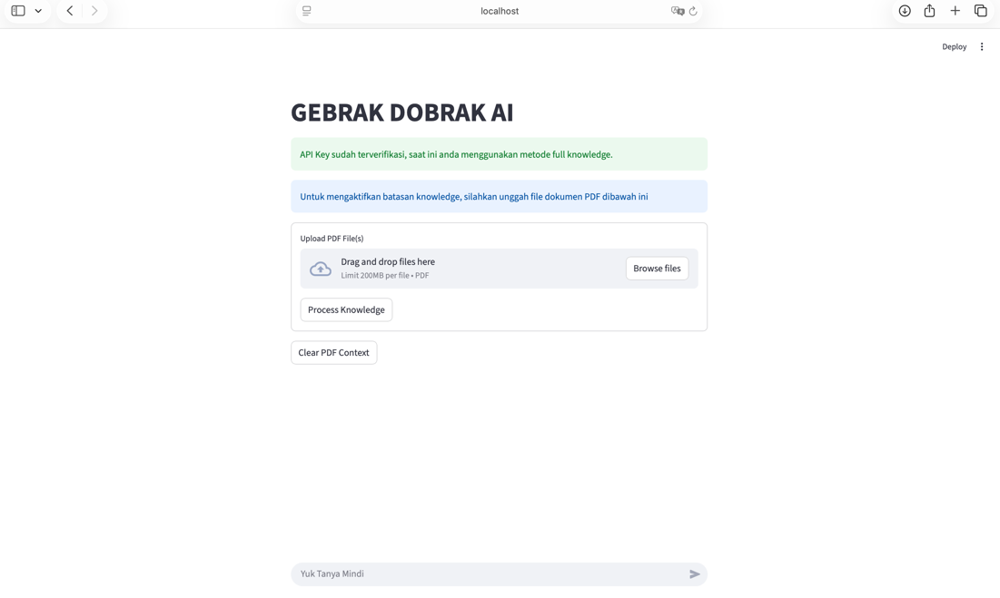 localhost
Deploy
GEBRAK DOBRAK AI
API Key sudah terverifikasi, saat ini anda menggunakan metode full knowledge.
Untuk mengaktifkan batasan knowledge, silahkan unggah file dokumen PDF dibawah ini
Upload PDF File(s)
Drag and drop files here
Limit 200MB per file • PDF
Browse files
Process Knowledge
Clear PDF Context
Yuk Tanya Mindi